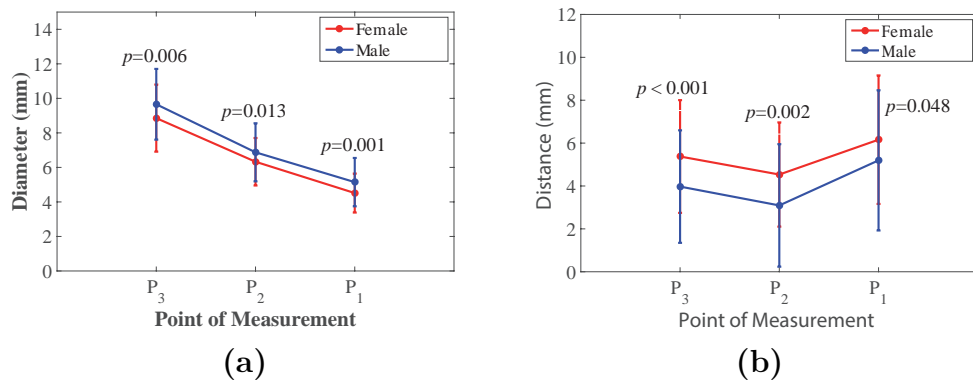 14
12
10
8
6
4
2
0
Diameter (mm)
Female
Male
p=0.006
p=0.013
p=0.001
P3
P2
P1
Point of Measurement
(a)
12
10
8
6
4
2
0
Distance (mm)
Female
Male
p < 0.001
p=0.002
p=0.048
P3
P2
P1
Point of Measurement
(b)